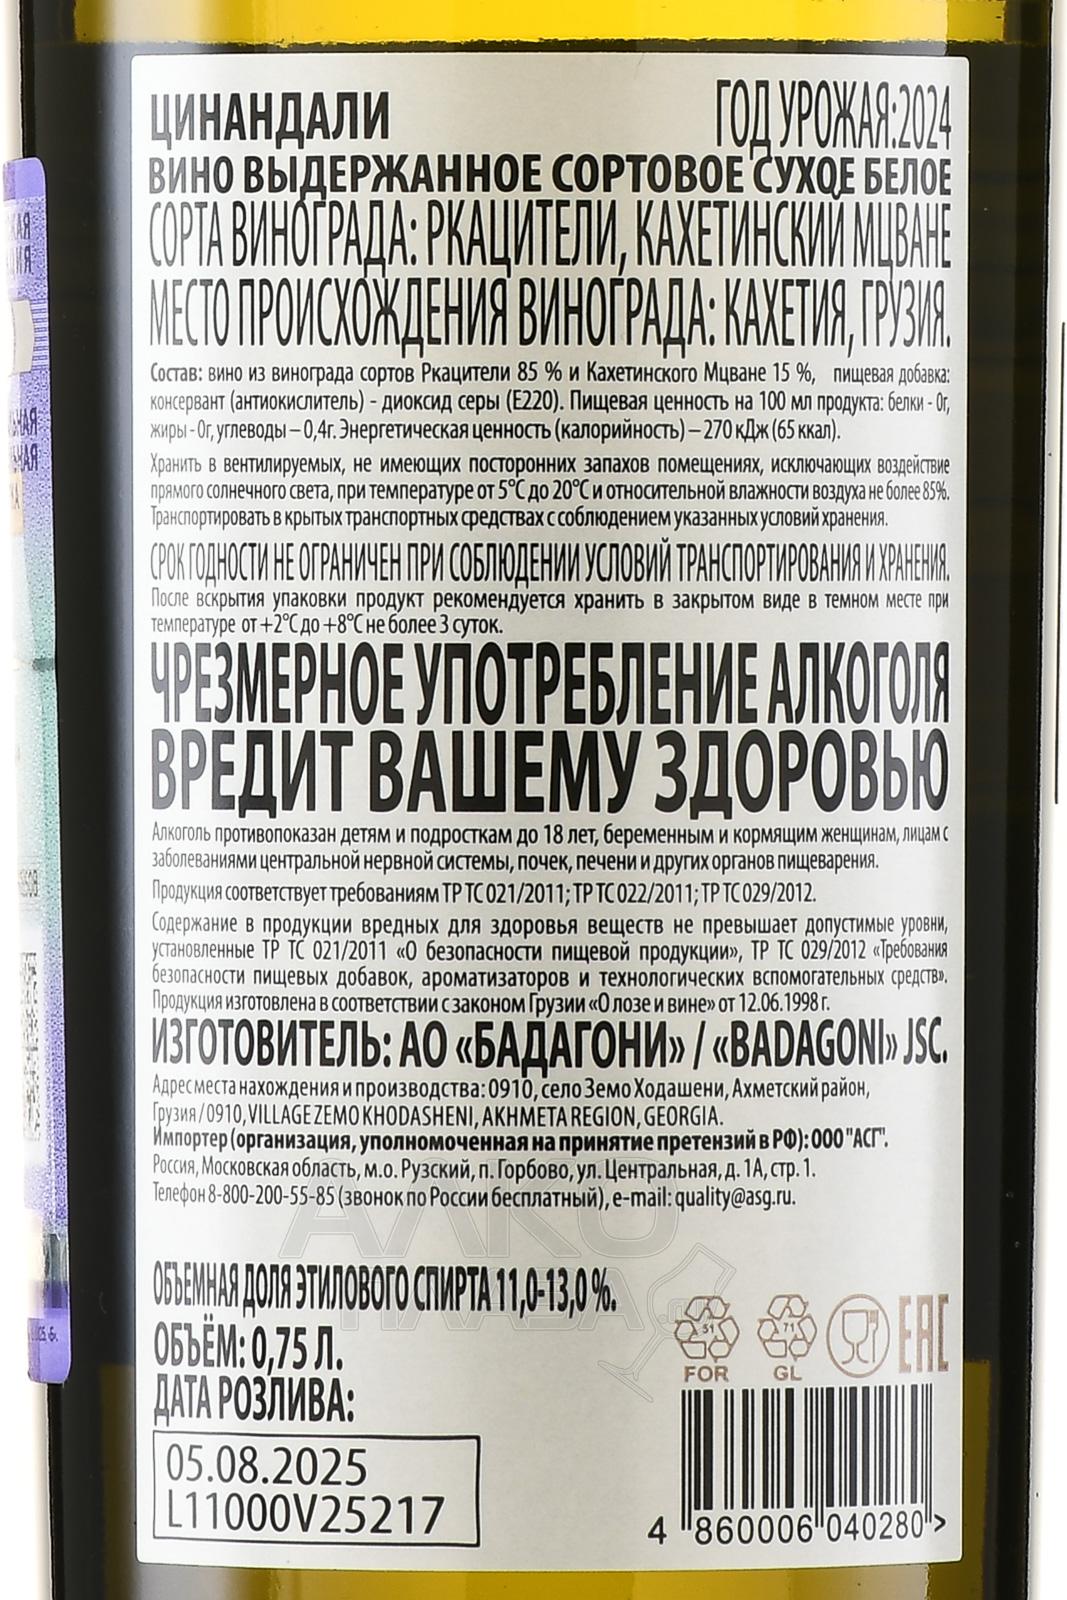 ЦИНАНДАЛИ ГОД УРОЖАЯ:2024
ВИНО ВЫДЕРЖАННОЕ СОРТОВОЕ СУХОЕ БЕЛОЕ
СОРТА ВИНОГРАДА: РКАЦИТЕЛИ, КАХЕТИНСКИЙ МЦВАНЕ
МЕСТО ПРОИСХОЖДЕНИЯ ВИНОГРАДА: КАХЕТИЯ, ГРУЗИЯ.
Состав: вино из винограда сортов Ркацители 85 % и Кахетинского Мцване 15 %, пищевая добавка:
консервант (антиокислитель) - диоксид серы (Е220). Пищевая ценность на 100 мл продукта: белки - 0г,
жиры - 0г, углеводы – 0,4г. Энергетическая ценность (калорийность) – 270 кДж (65 ккал).
Хранить в вентилируемых, не имеющих посторонних запахов помещениях, исключающих воздействие
прямого солнечного света, при температуре от 5°С до 20°С и относительной влажности воздуха не более 85%.
Транспортировать в крытых транспортных средствах с соблюдением указанных условий хранения.
СРОК ГОДНОСТИ НЕ ОГРАНИЧЕН ПРИ СОБЛЮДЕНИИ УСЛОВИЙ ТРАНСПОРТИРОВАНИЯ И ХРАНЕНИЯ.
После вскрытия упаковки продукт рекомендуется хранить в закрытом виде в темном месте при
температуре от +2°С до +8°С не более 3 суток.
ЧРЕЗМЕРНОЕ УПОТРЕБЛЕНИЕ АЛКОГОЛЯ
ВРЕДИТ ВАШЕМУ ЗДОРОВЬЮ
Алкоголь противопоказан детям и подросткам до 18 лет, беременным и кормящим женщинам, лицам с
заболеваниями центральной нервной системы, почек, печени и других органов пищеварения.
Продукция соответствует требованиям ТР ТС 021/2011; ТР ТС 022/2011; ТР ТС 029/2012.
Содержание в продукции вредных для здоровья веществ не превышает допустимые уровни,
установленные ТР ТС 021/2011 «О безопасности пищевой продукции», ТР ТС 029/2012 «Требования
безопасности пищевых добавок, ароматизаторов и технологических вспомогательных средств».
Продукция изготовлена в соответствии с законом Грузии «О лозе и вине» от 12.06.1998 г.
ИЗГОТОВИТЕЛЬ: АО «БАДАГОНИ» / «BADAGONI» JSC.
Адрес места нахождения и производства: 0910, село Земо Ходашени, Ахметский район,
Грузия / 0910, VILLAGE ZEMO KHODASHENI, AKHMETA REGION, GEORGIA.
Импортер (организация, уполномоченная на принятие претензий в РФ): ООО "АСГ".
Россия, Московская область, м.о. Рузский, п. Горбово, ул. Центральная, д. 1А, стр. 1.
Телефон 8-800-200-55-85 (звонок по России бесплатный), e-mail: quality@asg.ru.
АЛКО
ПЛАЗА
ОБЪЕМНАЯ ДОЛЯ ЭТИЛОВОГО СПИРТА 11,0-13,0 %.
ОБЪЁМ: 0,75 Л.
ДАТА РОЗЛИВА:
05.08.2025
L11000V25217
51 71 EAC
FOR GL
4 860006 040280 >